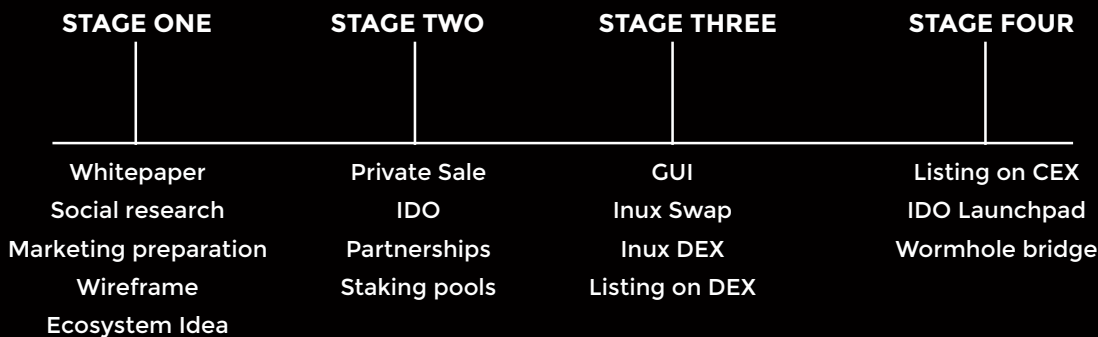 STAGE ONE
Whitepaper
Social research
Marketing preparation
Wireframe
Ecosystem Idea
STAGE TWO
Private Sale
IDO
Partnerships
Staking pools
STAGE THREE
GUI
Inux Swap
Inux DEX
Listing on DEX
STAGE FOUR
Listing on CEX
IDO Launchpad
Wormhole bridge